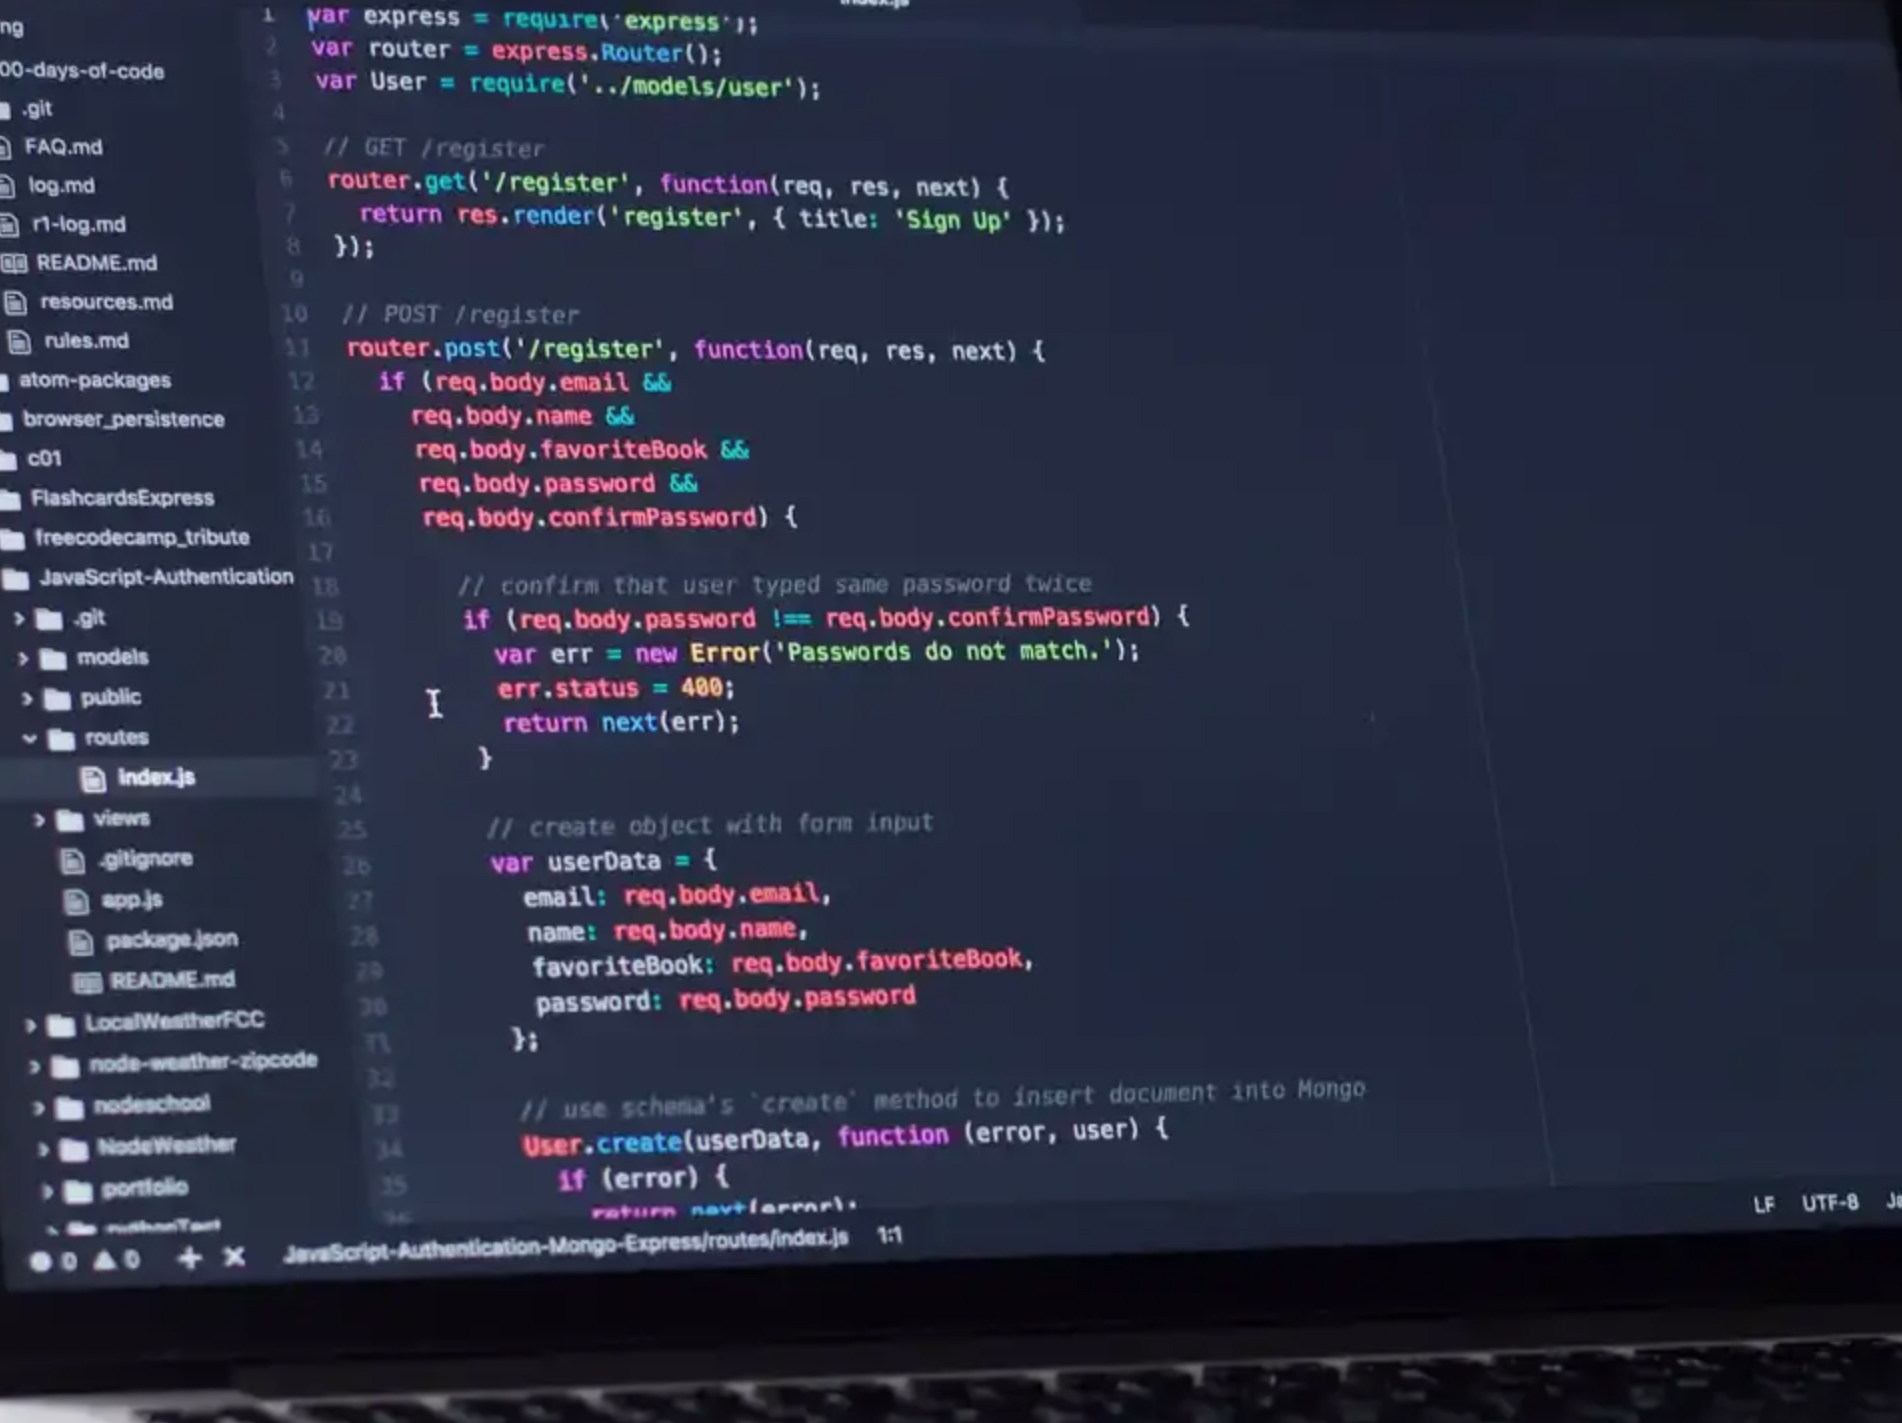 ng
00-days-of-code
.git
FAQ.md
log.md
r1-log.md
README.md
resources.md
rules.md
atom-packages
browser_persistence
c01
FlashcardsExpress
freecodecamp_tribute
JavaScript-Authentication
.git
models
public
routes
index.js
views
.gitignore
app.js
package.json
README.md
LocalWeatherFCC
node-weather-zipcode
nodeschool
NodeWeather
portfolio
index.js
1 var express = require('express');
2 var router = express.Router();
3 var User = require('../models/user');
4
5 // GET /register
6 router.get('/register', function(req, res, next) {
7 return res.render('register', { title: 'Sign Up' });
8 });
9
10 // POST /register
11 router.post('/register', function(req, res, next) {
12 if (req.body.email &&
13 req.body.name &&
14 req.body.favoriteBook &&
15 req.body.password &&
16 req.body.confirmPassword) {
17
18 // confirm that user typed same password twice
19 if (req.body.password !== req.body.confirmPassword) {
20 var err = new Error('Passwords do not match.');
21 err.status = 400;
22 return next(err);
23 }
24
25 // create object with form input
26 var userData = {
27 email: req.body.email,
28 name: req.body.name,
29 favoriteBook: req.body.favoriteBook,
30 password: req.body.password
31 };
32
33 // use schema's `create` method to insert document into Mongo
34 User.create(userData, function (error, user) {
35 if (error) {
36 return next(error);
0 0 + × JavaScript-Authentication-Mongo-Express/routes/index.js 1:1 LF UTF-8